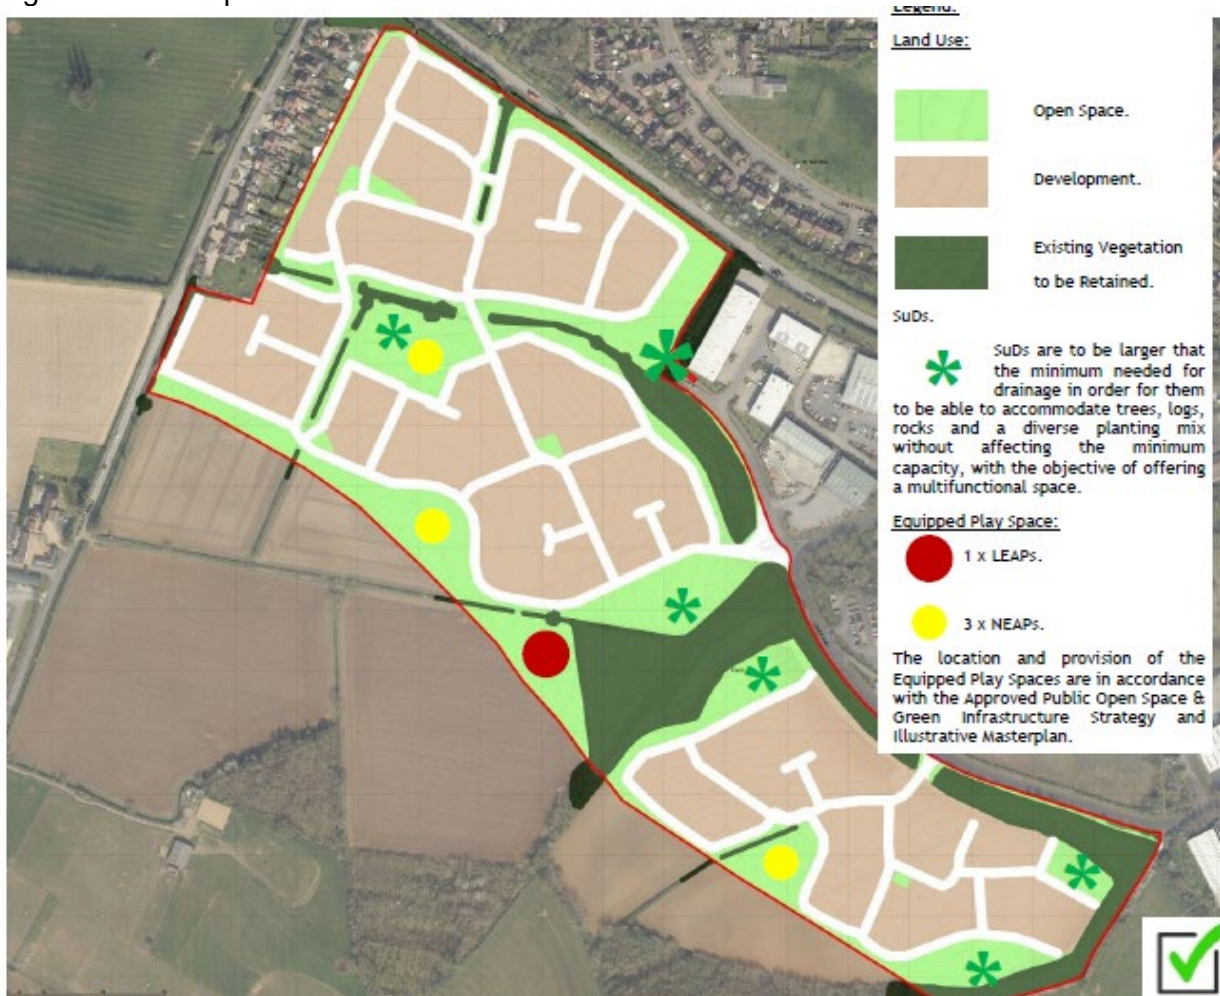 Legend:
Land Use:
Open Space.
Development.
Existing Vegetation
to be Retained.
SuDs.
SuDs are to be larger that
the minimum needed for
drainage in order for them
to be able to accommodate trees, logs,
rocks and a diverse planting mix
without affecting the minimum
capacity, with the objective of offering
a multifunctional space.
Equipped Play Space:
1 x LEAPs.
3 x NEAPs.
The location and provision of the
Equipped Play Spaces are in accordance
with the Approved Public Open Space &
Green Infrastructure Strategy and
Illustrative Masterplan.